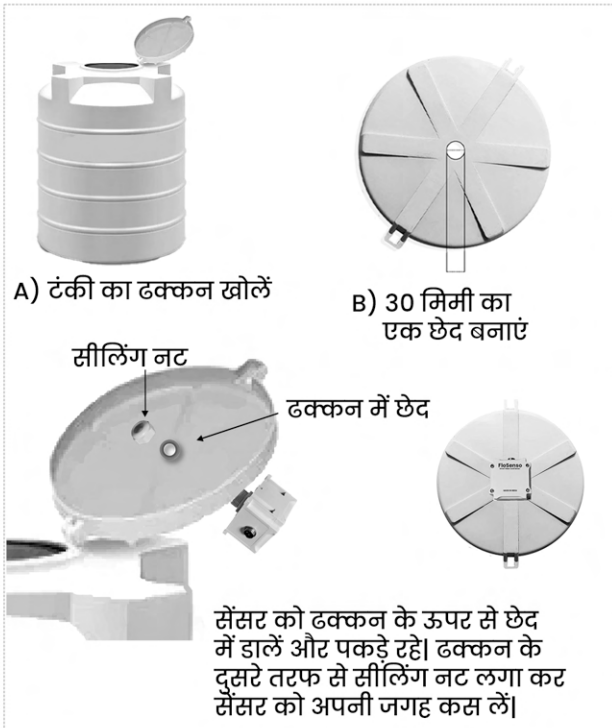 A) टंकी का ढक्कन खोलें
B) 30 मिमी का
एक छेद बनाएं
सीलिंग नट
ढक्कन में छेद
FloSenso
सेंसर को ढक्कन के ऊपर से छेद
में डालें और पकड़े रहे|  ढक्कन के
दुसरे तरफ से सीलिंग नट लगा कर
सेंसर को अपनी जगह कस लें|